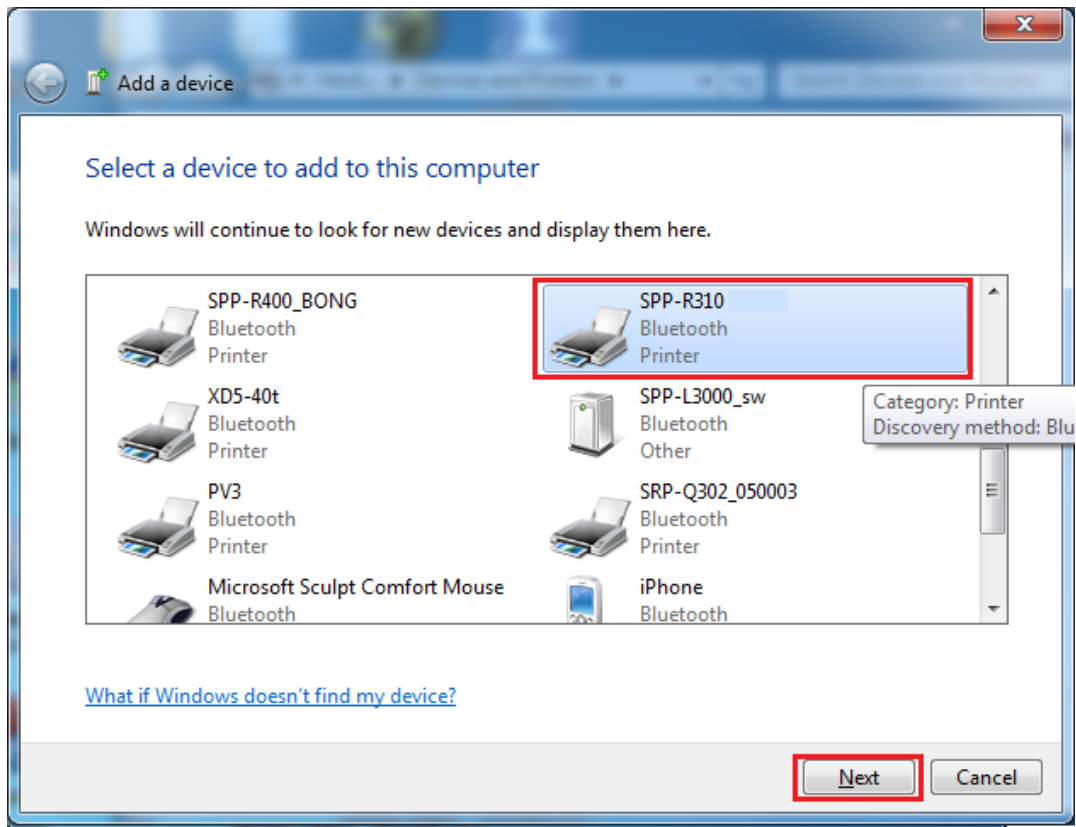 Add a device
Select a device to add to this computer
Windows will continue to look for new devices and display them here.
SPP-R400_BONG
Bluetooth
Printer
SPP-R310
Bluetooth
Printer
XD5-40t
Bluetooth
Printer
SPP-L3000_sw
Bluetooth
Other
Category: Printer
Discovery method: Blu
PV3
Bluetooth
Printer
SRP-Q302_050003
Bluetooth
Printer
Microsoft Sculpt Comfort Mouse
Bluetooth
iPhone
Bluetooth
What if Windows doesn't find my device?
Next
Cancel